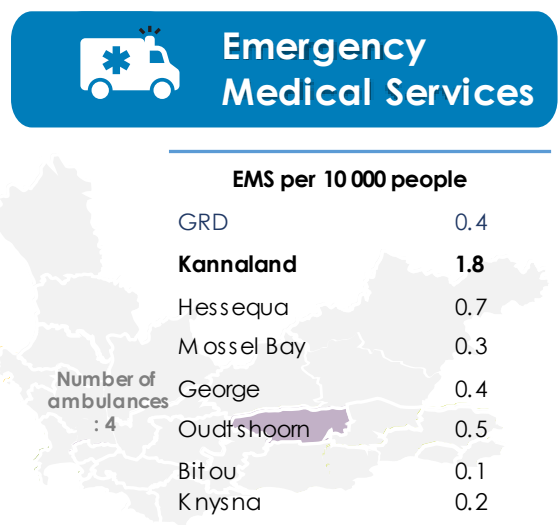 Emergency
Medical Services
EMS per 10 000 people
GRD 0.4
Kannaland 1.8
Hessequa 0.7
Mossel Bay 0.3
Number of
ambulances
: 4
George 0.4
Oudtshoorn 0.5
Bitou 0.1
Knysna 0.2